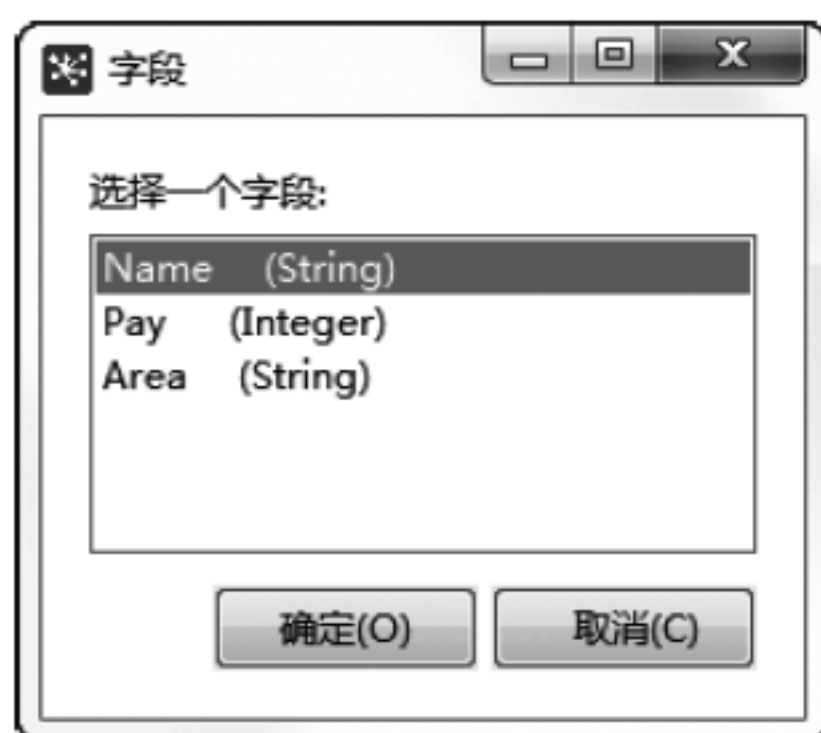 字段
选择一个字段:
Name (String)
Pay (Integer)
Area (String)
确定(O) 取消(C)